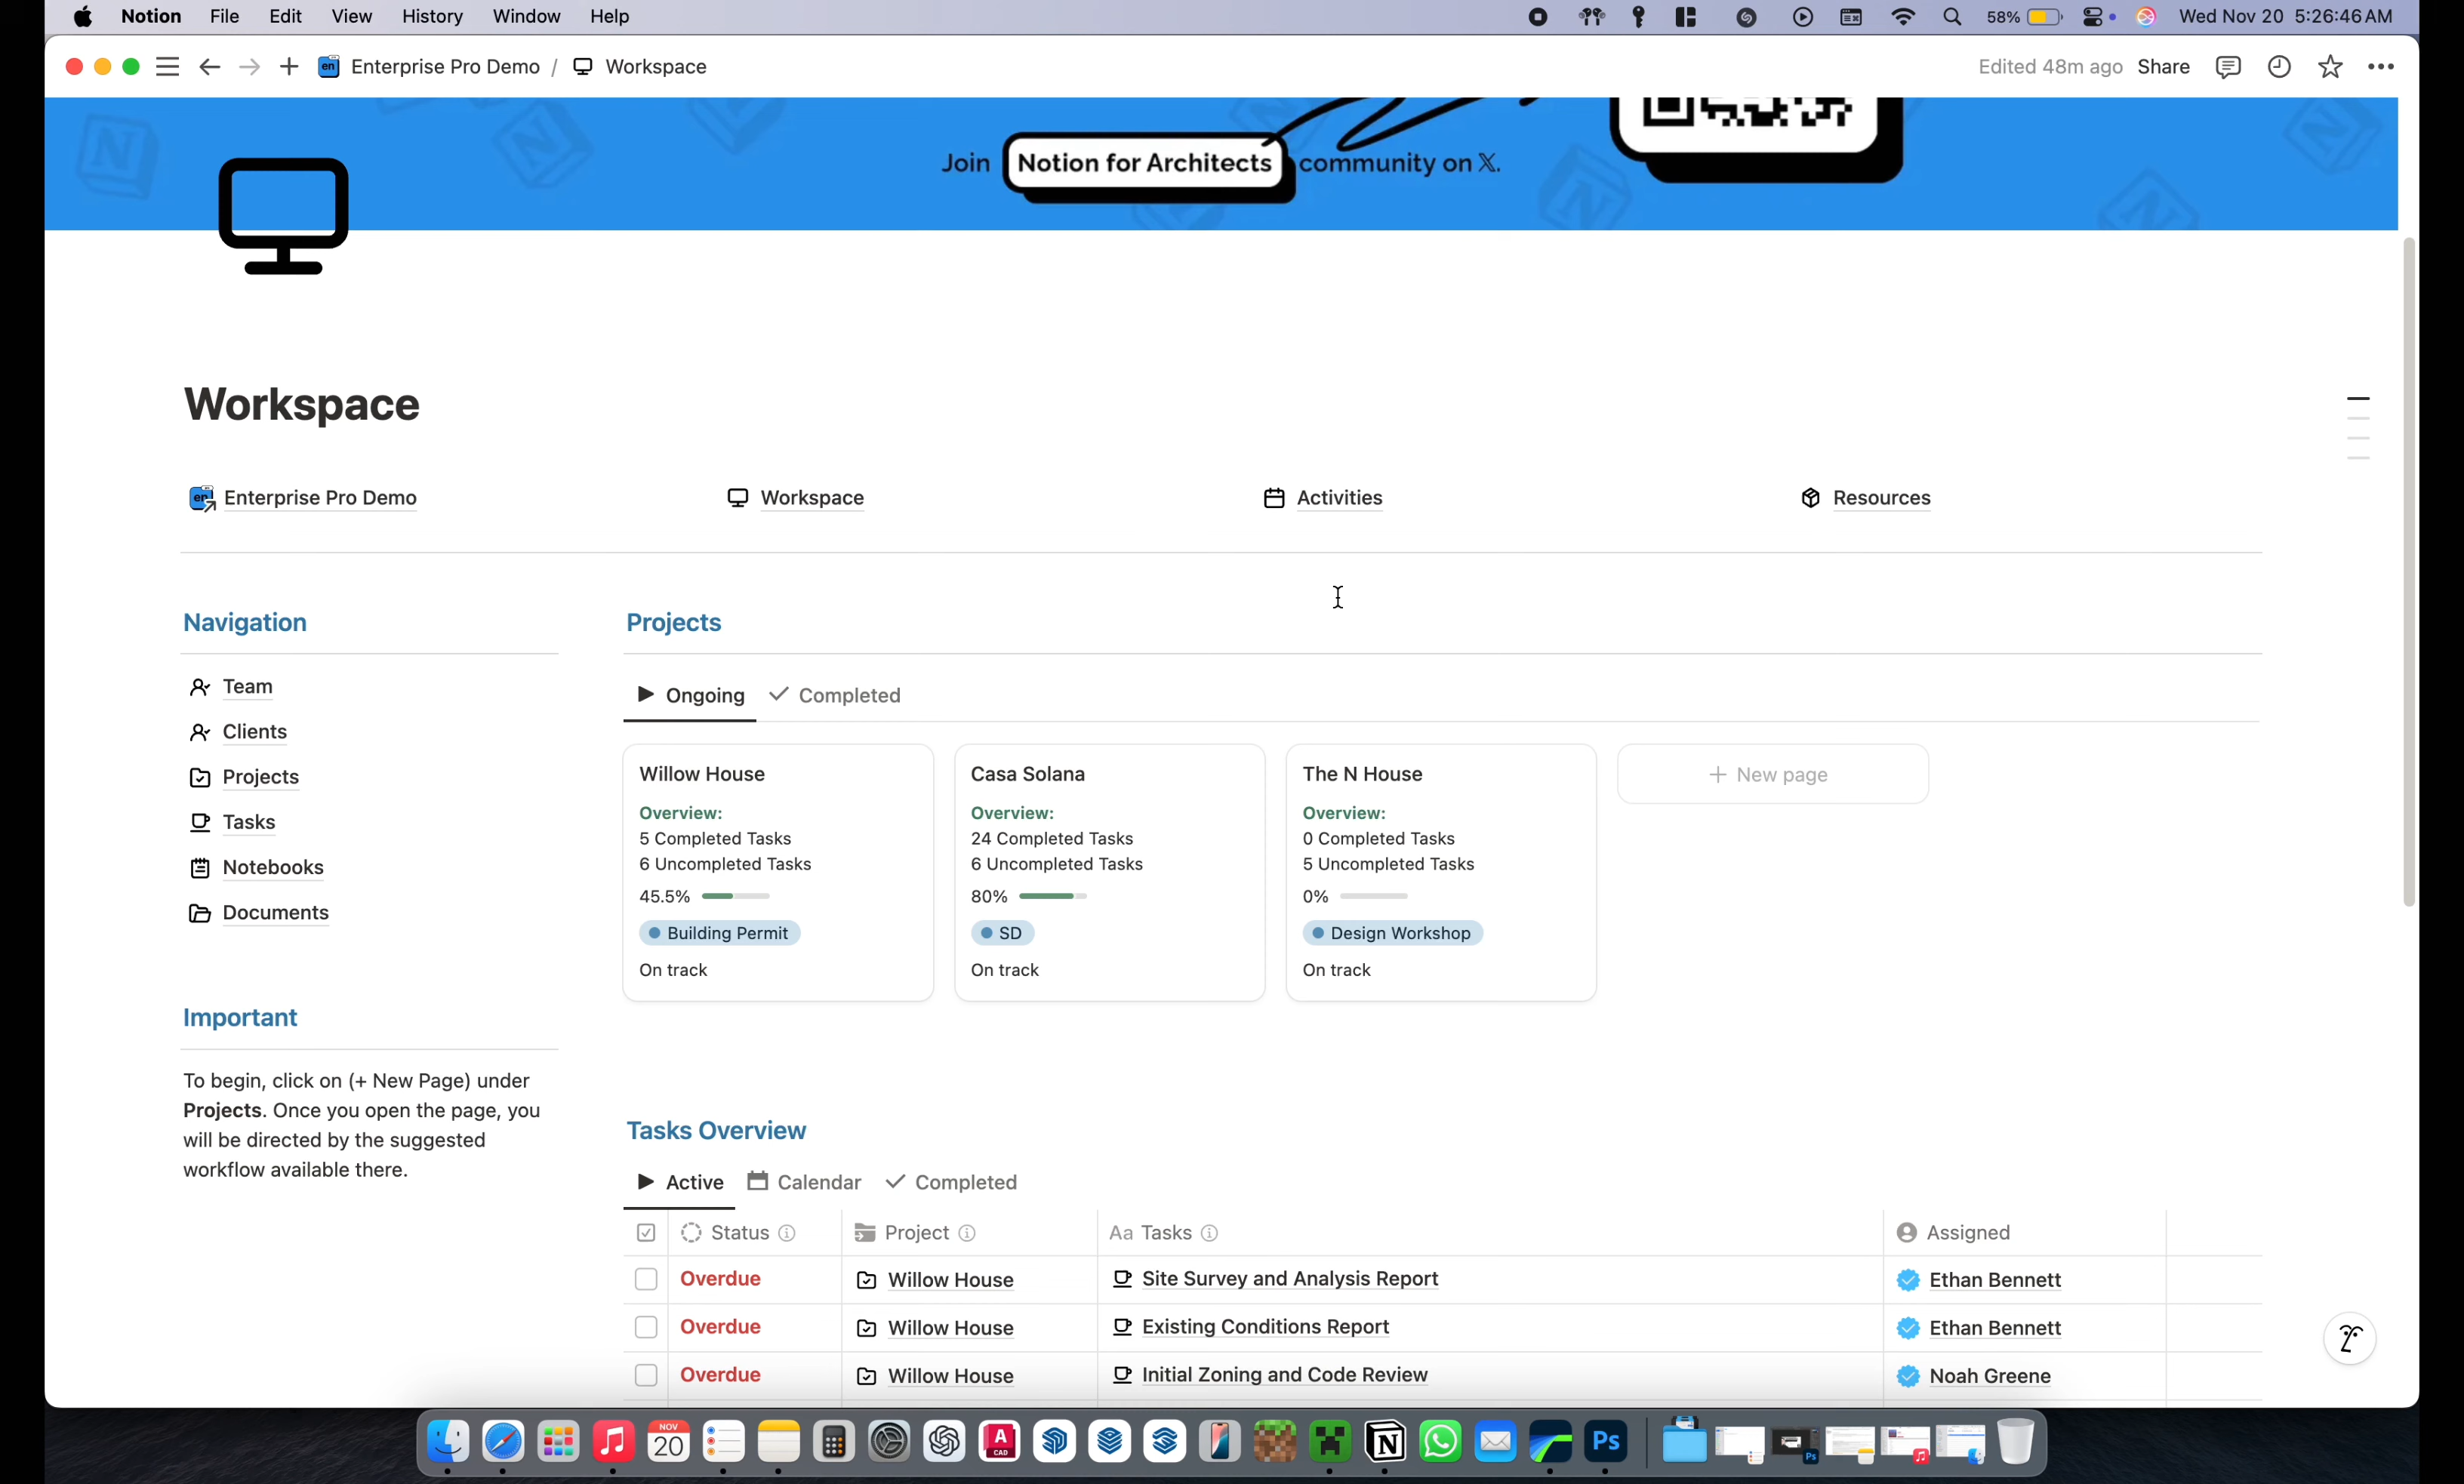 Notion File Edit View History Window Help 58% Wed Nov 20 5:26:46 AM
en Enterprise Pro Demo / Workspace Edited 48m ago Share
Join Notion for Architects community on 𝕏.
Workspace
en Enterprise Pro Demo Workspace Activities Resources
Navigation
Team
Clients
Projects
Tasks
Notebooks
Documents
Important
To begin, click on (+ New Page) under
Projects. Once you open the page, you
will be directed by the suggested
workflow available there.
Projects
Ongoing Completed
Willow House
Overview:
5 Completed Tasks
6 Uncompleted Tasks
45.5%
Building Permit
On track
Casa Solana
Overview:
24 Completed Tasks
6 Uncompleted Tasks
80%
SD
On track
The N House
Overview:
0 Completed Tasks
5 Uncompleted Tasks
0%
Design Workshop
On track
+ New page
Tasks Overview
Active Calendar Completed
Status Project Aa Tasks Assigned
Overdue Willow House Site Survey and Analysis Report Ethan Bennett
Overdue Willow House Existing Conditions Report Ethan Bennett
Overdue Willow House Initial Zoning and Code Review Noah Greene
NOV
20
A
CAD
N
Ps